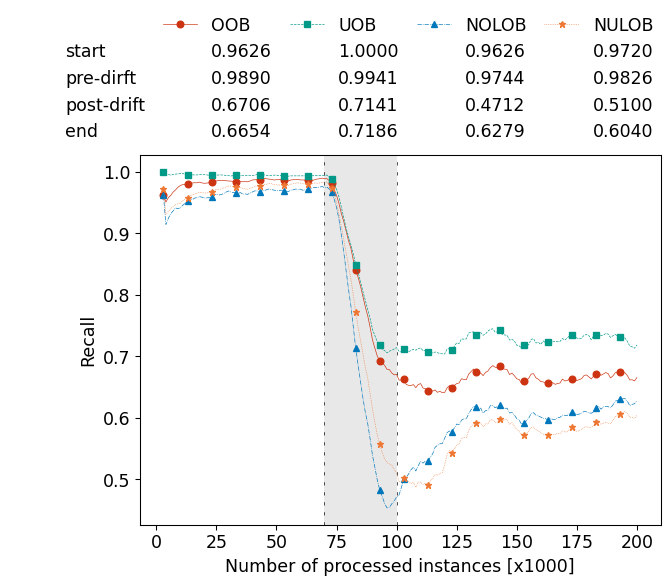 OOB UOB NOLOB NULOB
start 0.9626 1.0000 0.9626 0.9720
pre-dirft 0.9890 0.9941 0.9744 0.9826
post-drift 0.6706 0.7141 0.4712 0.5100
end 0.6654 0.7186 0.6279 0.6040
1.0
0.9
0.8
0.7
0.6
0.5
Recall
0 25 50 75 100 125 150 175 200
Number of processed instances [x1000]